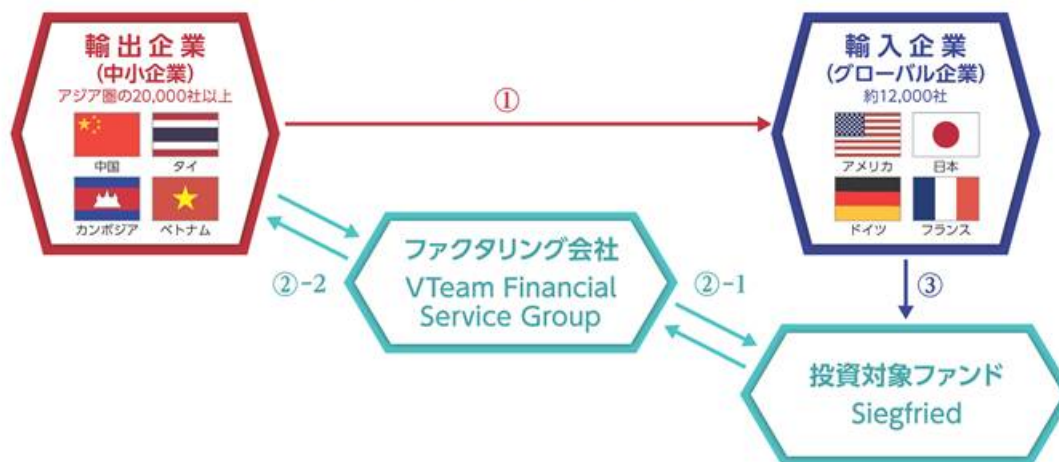 輸出企業
(中小企業)
アジア圏の20,000社以上
中国
タイ
カンボジア
ベトナム
①
輸入企業
(グローバル企業)
約12,000社
アメリカ
日本
ドイツ
フランス
②-2
ファクタリング会社
VTeam Financial
Service Group
②-1
③
投資対象ファンド
Siegfried